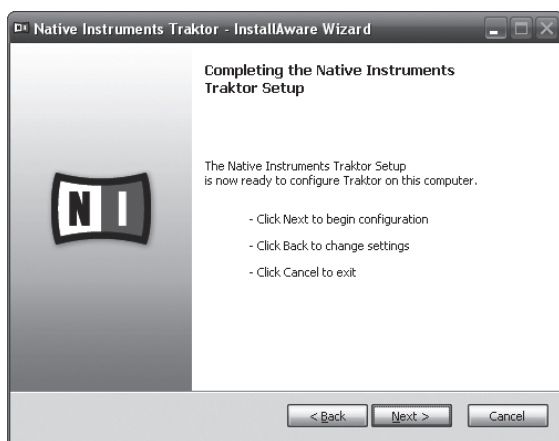 Native Instruments Traktor - InstallAware Wizard
Completing the Native Instruments
Traktor Setup
The Native Instruments Traktor Setup
is now ready to configure Traktor on this computer.
- Click Next to begin configuration
- Click Back to change settings
- Click Cancel to exit
N I
< Back
Next >
Cancel